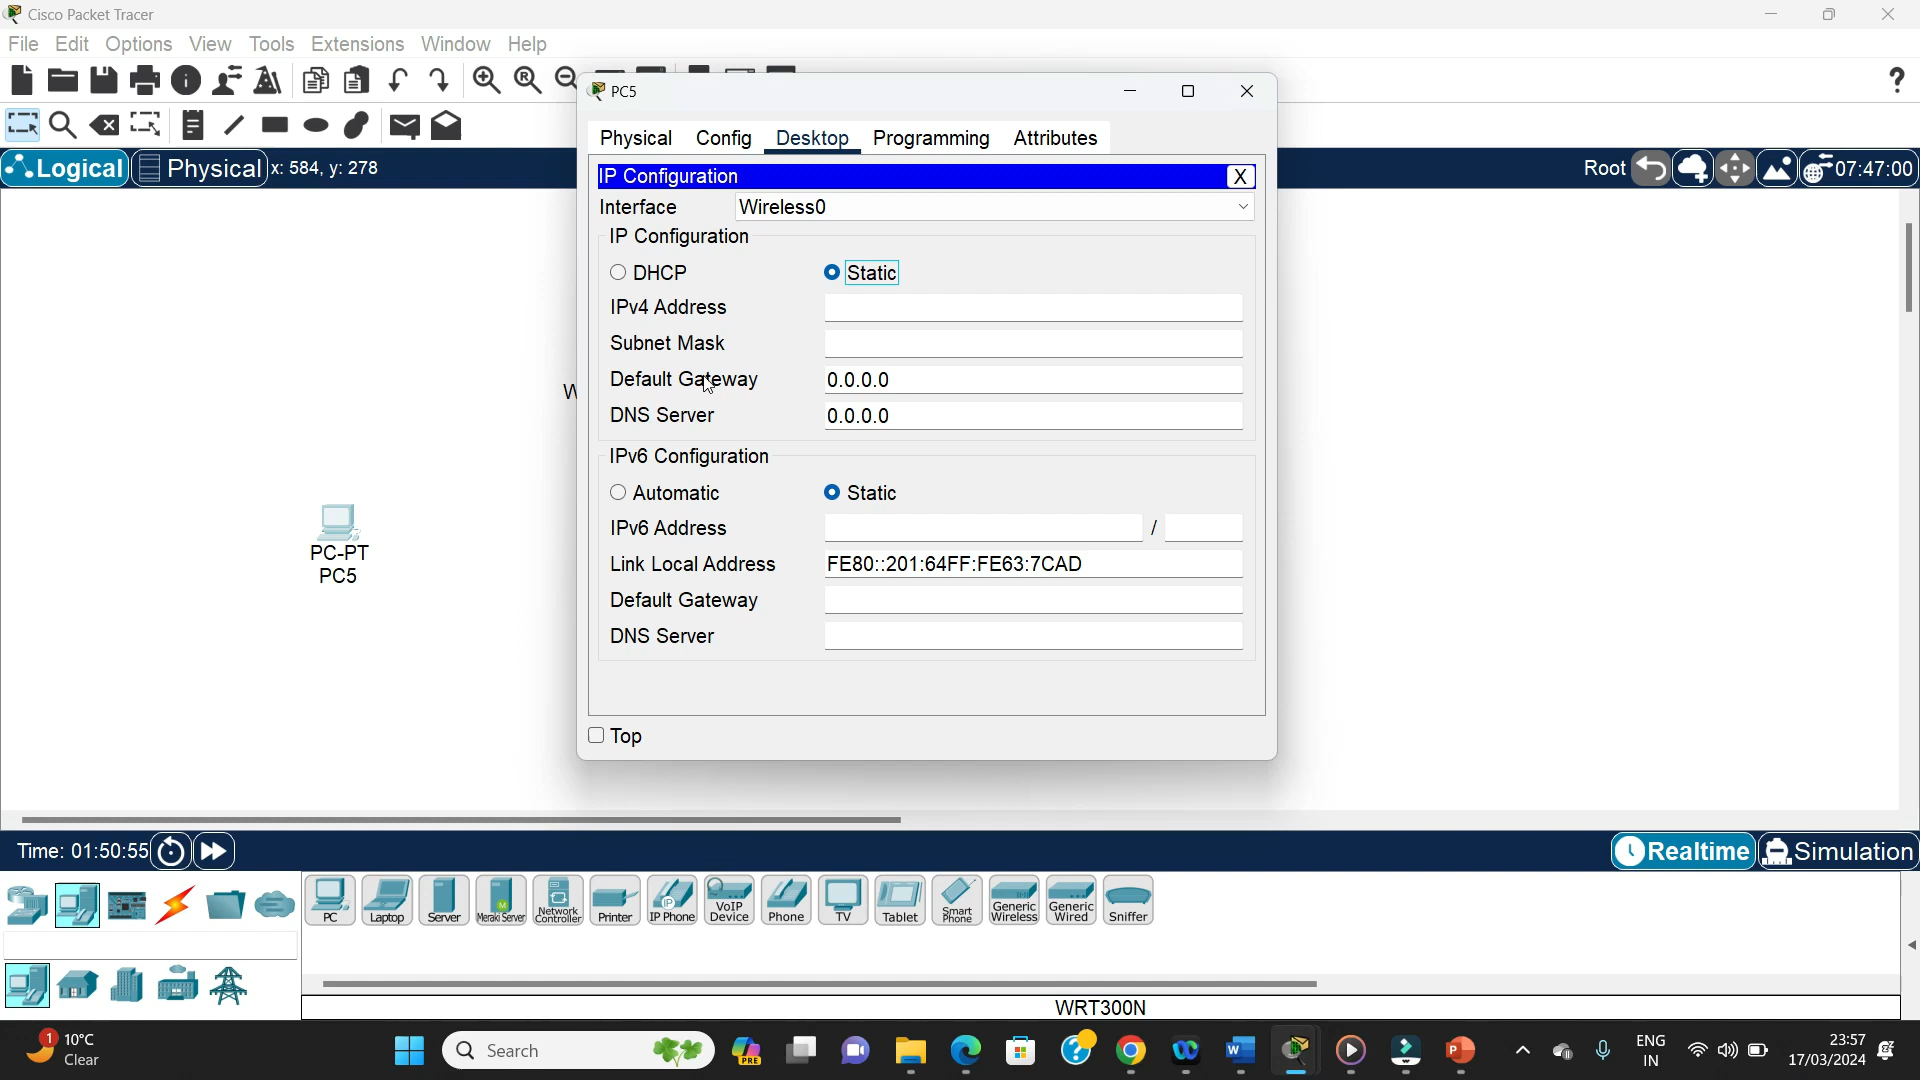 Cisco Packet Tracer
File Edit Options View Tools Extensions Window Help
Logical Physical x: 584, y: 278
Root 07:47:00
PC5
Physical Config Desktop Programming Attributes
IP Configuration X
Interface Wireless0
IP Configuration
DHCP Static
IPv4 Address
Subnet Mask
Default Gateway 0.0.0.0
DNS Server 0.0.0.0
IPv6 Configuration
Automatic Static
IPv6 Address /
Link Local Address FE80::201:64FF:FE63:7CAD
Default Gateway
DNS Server
Top
W
PC-PT
PC5
Time: 01:50:55
Realtime Simulation
PC
Laptop
Server
Meraki Server
Network Controller
Printer
IP Phone
VoIP Device
Phone
TV
Tablet
Smart Phone
Generic Wireless
Generic Wired
Sniffer
WRT300N
1
10°C
Clear
Search
PRE
ENG
IN
23:57
17/03/2024